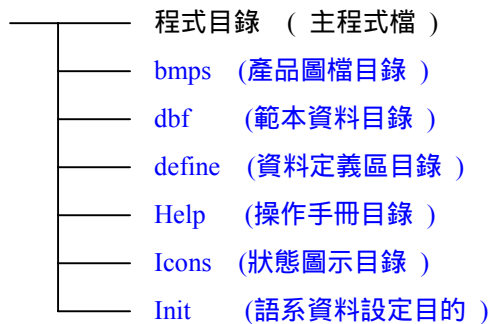 程式目錄 ( 主程式檔 )
bmps (產品圖檔目錄 )
dbf (範本資料目錄 )
define (資料定義區目錄 )
Help (操作手冊目錄 )
Icons (狀態圖示目錄 )
Init (語系資料設定目的 )